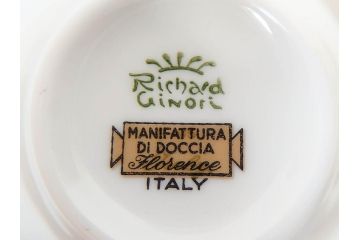 Richard
Ginori
MANIFATTURA
DI DOCCIA
Florence
ITALY